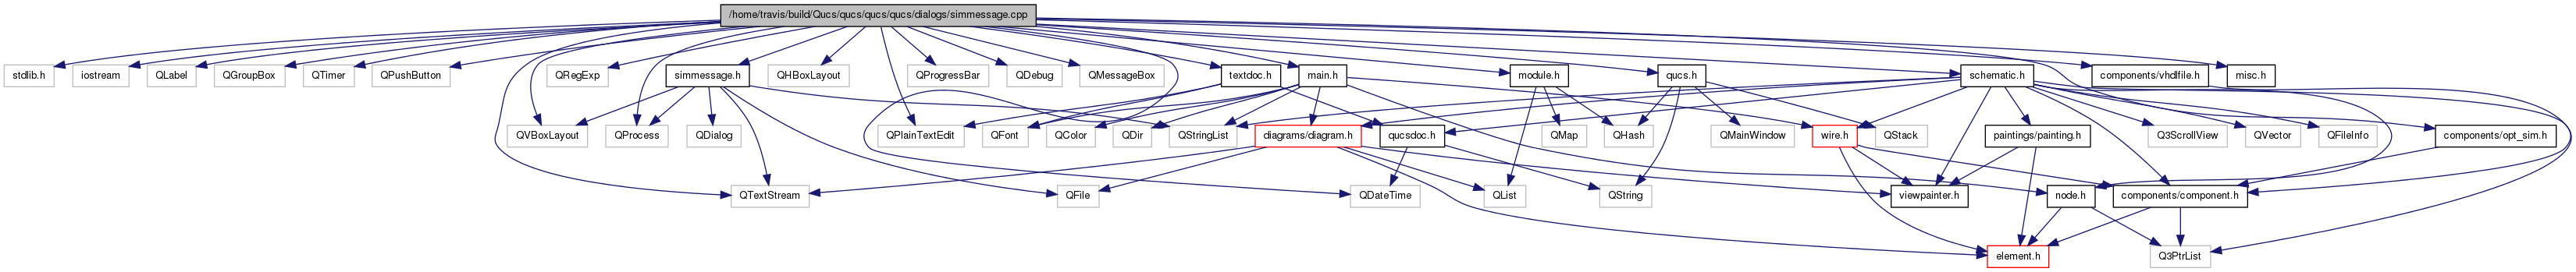 /home/travis/build/Qucs/qucs/qucs/qucs/dialogs/simmessage.cpp
stdlib.h
iostream
QLabel
QGroupBox
QTimer
QPushButton
QRegExp
simmessage.h
QHBoxLayout
QProgressBar
QDebug
QMessageBox
textdoc.h
main.h
module.h
qucs.h
schematic.h
components/vhdlfile.h
misc.h
QVBoxLayout
QProcess
QDialog
QPlainTextEdit
QFont
QColor
QDir
QStringList
diagrams/diagram.h
qucsdoc.h
QMap
QHash
QMainWindow
wire.h
QStack
paintings/painting.h
Q3ScrollView
QVector
QFileInfo
components/opt_sim.h
QTextStream
QFile
QDateTime
QList
QString
viewpainter.h
node.h
components/component.h
element.h
Q3PtrList